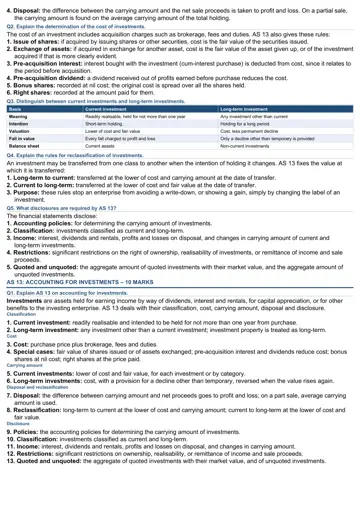 4. Disposal: the difference between the carrying amount and the net sale proceeds is taken to profit and loss. On a partial sale,
the carrying amount is found on the average carrying amount of the total holding.
Q2. Explain the determination of the cost of investments.
The cost of an investment includes acquisition charges such as brokerage, fees and duties. AS 13 also gives these rules:
1. Issue of shares: if acquired by issuing shares or other securities, cost is the fair value of the securities issued.
2. Exchange of assets: if acquired in exchange for another asset, cost is the fair value of the asset given up, or of the investment
acquired if that is more clearly evident.
3. Pre-acquisition interest: interest bought with the investment (cum-interest purchase) is deducted from cost, since it relates to
the period before acquisition.
4. Pre-acquisition dividend: a dividend received out of profits earned before purchase reduces the cost.
5. Bonus shares: recorded at nil cost; the original cost is spread over all the shares held.
6. Right shares: recorded at the amount paid for them.
Q3. Distinguish between current investments and long-term investments.
Basis Current investment Long-term investment
Meaning Readily realisable, held for not more than one year Any investment other than current
Intention Short-term holding Holding for a long period
Valuation Lower of cost and fair value Cost, less permanent decline
Fall in value Every fall charged to profit and loss Only a decline other than temporary is provided
Balance sheet Current assets Non-current investments
Q4. Explain the rules for reclassification of investments.
An investment may be transferred from one class to another when the intention of holding it changes. AS 13 fixes the value at
which it is transferred:
1. Long-term to current: transferred at the lower of cost and carrying amount at the date of transfer.
2. Current to long-term: transferred at the lower of cost and fair value at the date of transfer.
3. Purpose: these rules stop an enterprise from avoiding a write-down, or showing a gain, simply by changing the label of an
investment.
Q5. What disclosures are required by AS 13?
The financial statements disclose:
1. Accounting policies: for determining the carrying amount of investments.
2. Classification: investments classified as current and long-term.
3. Income: interest, dividends and rentals, profits and losses on disposal, and changes in carrying amount of current and
long-term investments.
4. Restrictions: significant restrictions on the right of ownership, realisability of investments, or remittance of income and sale
proceeds.
5. Quoted and unquoted: the aggregate amount of quoted investments with their market value, and the aggregate amount of
unquoted investments.
AS 13: ACCOUNTING FOR INVESTMENTS – 10 MARKS
Q1. Explain AS 13 on accounting for investments.
Investments are assets held for earning income by way of dividends, interest and rentals, for capital appreciation, or for other
benefits to the investing enterprise. AS 13 deals with their classification, cost, carrying amount, disposal and disclosure.
Classification
1. Current investment: readily realisable and intended to be held for not more than one year from purchase.
2. Long-term investment: any investment other than a current investment; investment property is treated as long-term.
Cost
3. Cost: purchase price plus brokerage, fees and duties.
4. Special cases: fair value of shares issued or of assets exchanged; pre-acquisition interest and dividends reduce cost; bonus
shares at nil cost; right shares at the price paid.
Carrying amount
5. Current investments: lower of cost and fair value, for each investment or by category.
6. Long-term investments: cost, with a provision for a decline other than temporary, reversed when the value rises again.
Disposal and reclassification
7. Disposal: the difference between carrying amount and net proceeds goes to profit and loss; on a part sale, average carrying
amount is used.
8. Reclassification: long-term to current at the lower of cost and carrying amount; current to long-term at the lower of cost and
fair value.
Disclosure
9. Policies: the accounting policies for determining the carrying amount of investments.
10. Classification: investments classified as current and long-term.
11. Income: interest, dividends and rentals, profits and losses on disposal, and changes in carrying amount.
12. Restrictions: significant restrictions on ownership, realisability, or remittance of income and sale proceeds.
13. Quoted and unquoted: the aggregate of quoted investments with their market value, and of unquoted investments.